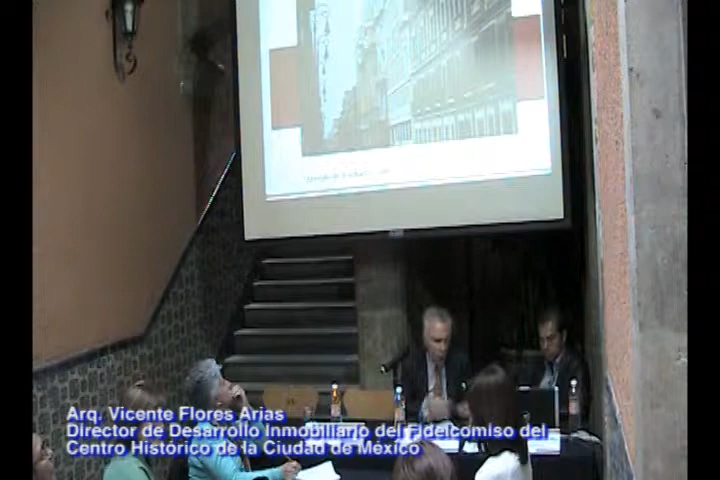 Arq. Vicente Flores Arias
Director de Desarrollo Inmobiliario del Fideicomiso del
Centro Histórico de la Ciudad de México